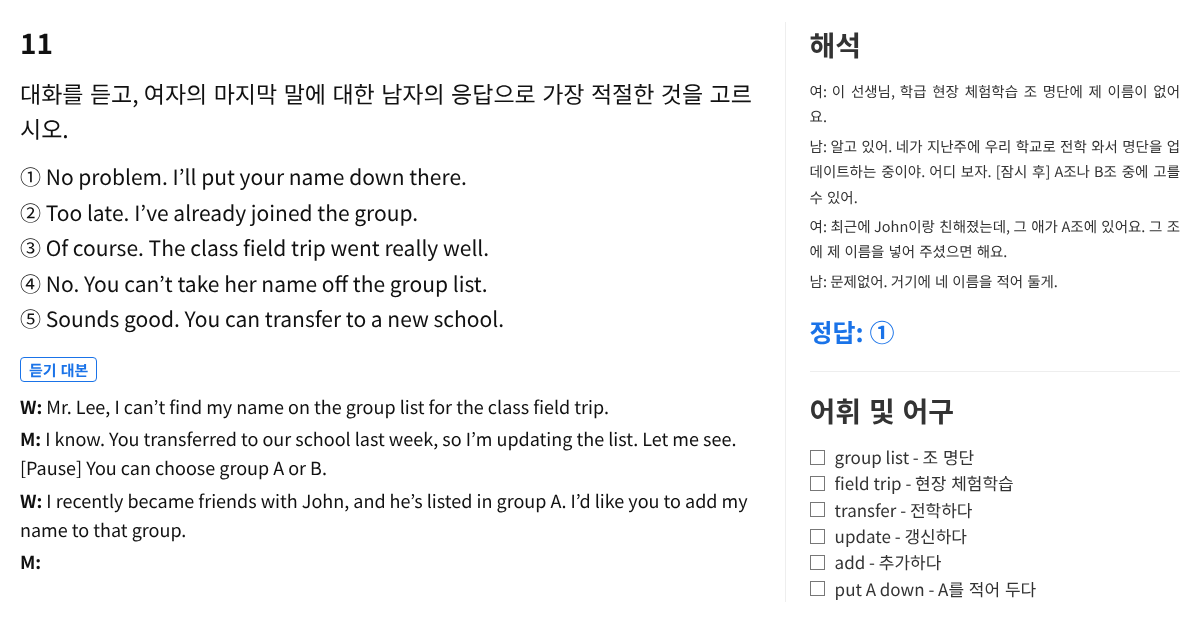 11
대화를 듣고, 여자의 마지막 말에 대한 남자의 응답으로 가장 적절한 것을 고르
시오.
① No problem. I’ll put your name down there.
② Too late. I’ve already joined the group.
③ Of course. The class field trip went really well.
④ No. You can’t take her name off the group list.
⑤ Sounds good. You can transfer to a new school.
듣기 대본
W: Mr. Lee, I can’t find my name on the group list for the class field trip.
M: I know. You transferred to our school last week, so I’m updating the list. Let me see.
[Pause] You can choose group A or B.
W: I recently became friends with John, and he’s listed in group A. I’d like you to add my
name to that group.
M:
해석
여: 이 선생님, 학급 현장 체험학습 조 명단에 제 이름이 없어
요.
남: 알고 있어. 네가 지난주에 우리 학교로 전학 와서 명단을 업
데이트하는 중이야. 어디 보자. [잠시 후] A조나 B조 중에 고를
수 있어.
여: 최근에 John이랑 친해졌는데, 그 애가 A조에 있어요. 그 조
에 제 이름을 넣어 주셨으면 해요.
남: 문제없어. 거기에 네 이름을 적어 둘게.
정답: ①
어휘 및 어구
□ group list - 조 명단
□ field trip - 현장 체험학습
□ transfer - 전학하다
□ update - 갱신하다
□ add - 추가하다
□ put A down - A를 적어 두다